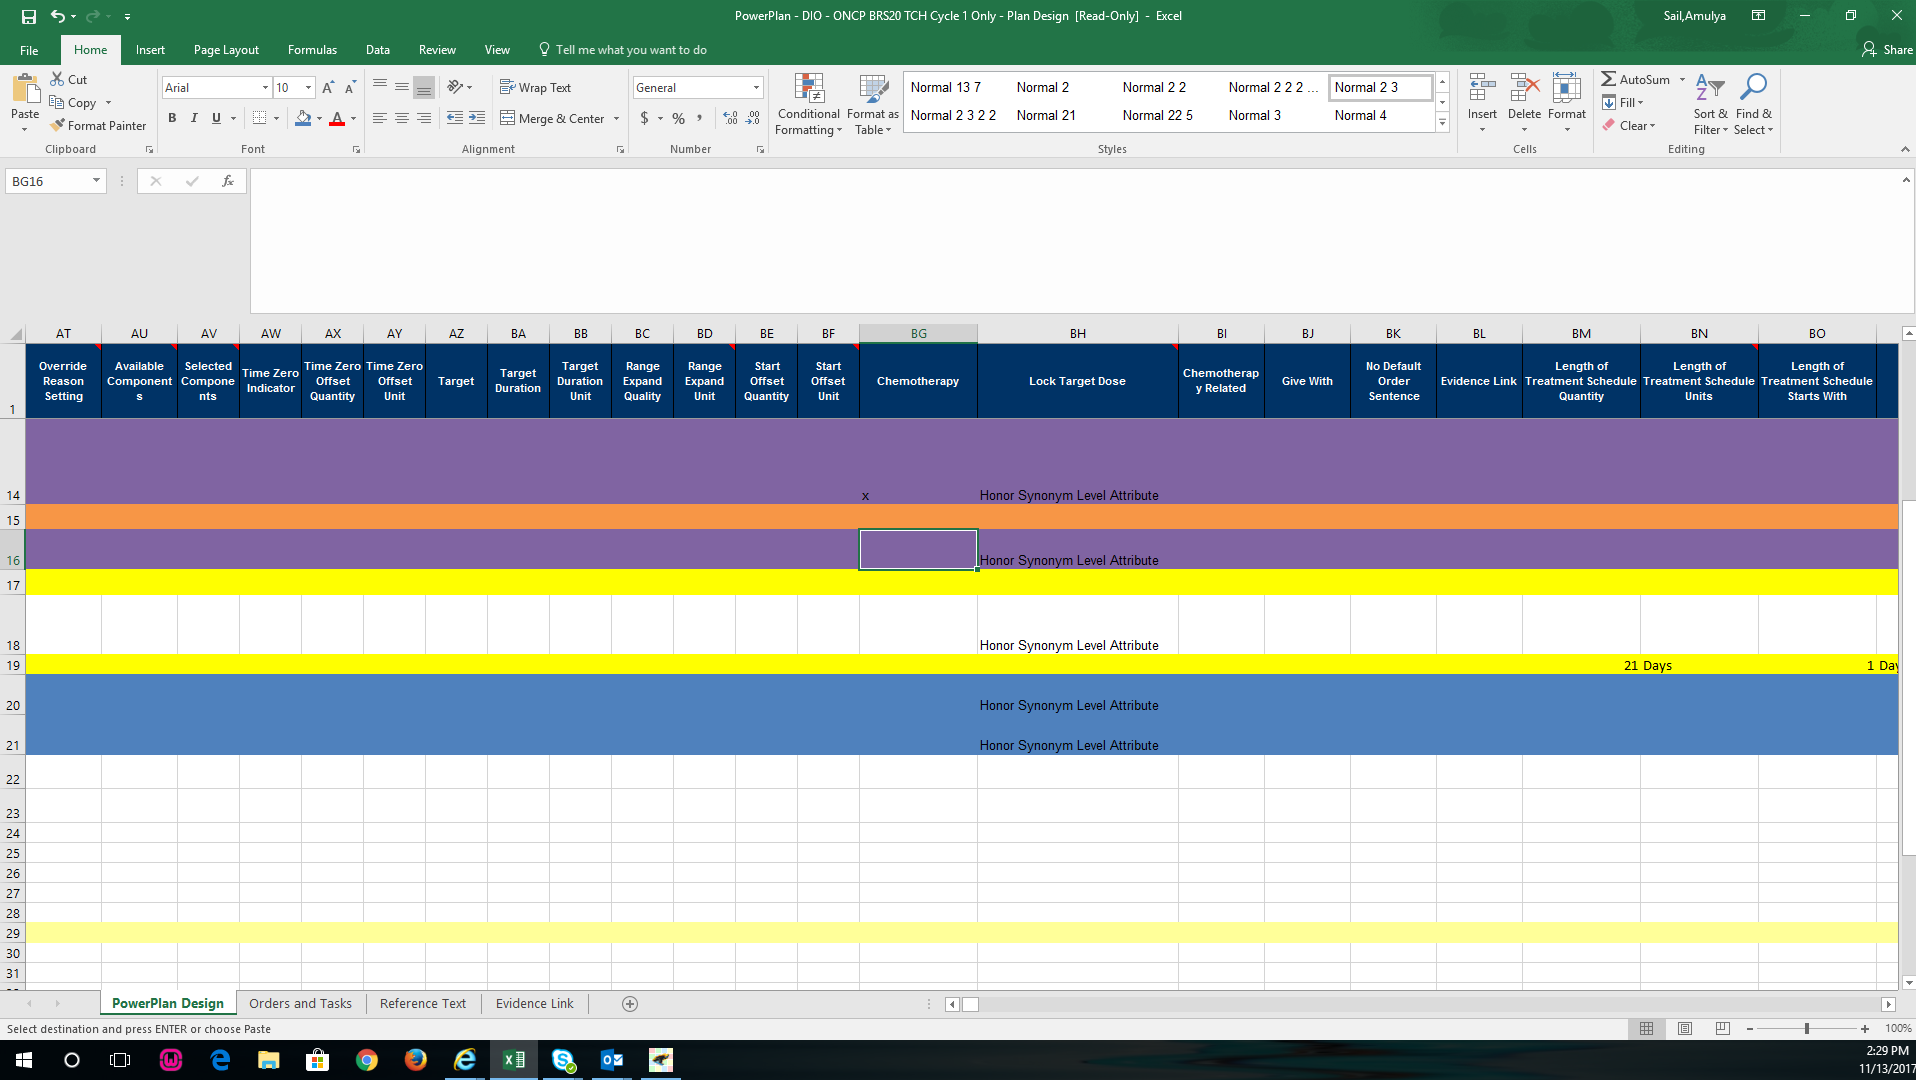 PowerPlan - DIO - ONCP BRS20 TCH Cycle 1 Only - Plan Design [Read-Only] - Excel
Sail,Amulya
File Home Insert Page Layout Formulas Data Review View Tell me what you want to do Share
Paste
Cut
Copy
Format Painter
Clipboard
Arial 10
B I U
Font
Wrap Text
Merge & Center
Alignment
General
$ % ,
Number
Conditional Formatting
Format as Table
Normal 13 7 Normal 2 Normal 2 2 Normal 2 2 2 ... Normal 2 3
Normal 2 3 2 2 Normal 21 Normal 22 5 Normal 3 Normal 4
Styles
Insert Delete Format
Cells
AutoSum
Fill
Clear
Sort & Filter
Find & Select
Editing
BG16
fx
AT AU AV AW AX AY AZ BA BB BC BD BE BF BG BH BI BJ BK BL BM BN BO
1
Override Reason Setting
Available Components
Selected Components
Time Zero Indicator
Time Zero Offset Quantity
Time Zero Offset Unit
Target
Target Duration
Target Duration Unit
Range Expand Quality
Range Expand Unit
Start Offset Quantity
Start Offset Unit
Chemotherapy
Lock Target Dose
Chemotherapy Related
Give With
No Default Order Sentence
Evidence Link
Length of Treatment Schedule Quantity
Length of Treatment Schedule Units
Length of Treatment Schedule Starts With
14 x Honor Synonym Level Attribute
15
16 Honor Synonym Level Attribute
17
18 Honor Synonym Level Attribute
19 21 Days 1 Day
20 Honor Synonym Level Attribute
21 Honor Synonym Level Attribute
22
23
24
25
26
27
28
29
30
31
PowerPlan Design Orders and Tasks Reference Text Evidence Link
Select destination and press ENTER or choose Paste
100%
2:29 PM
11/13/2017